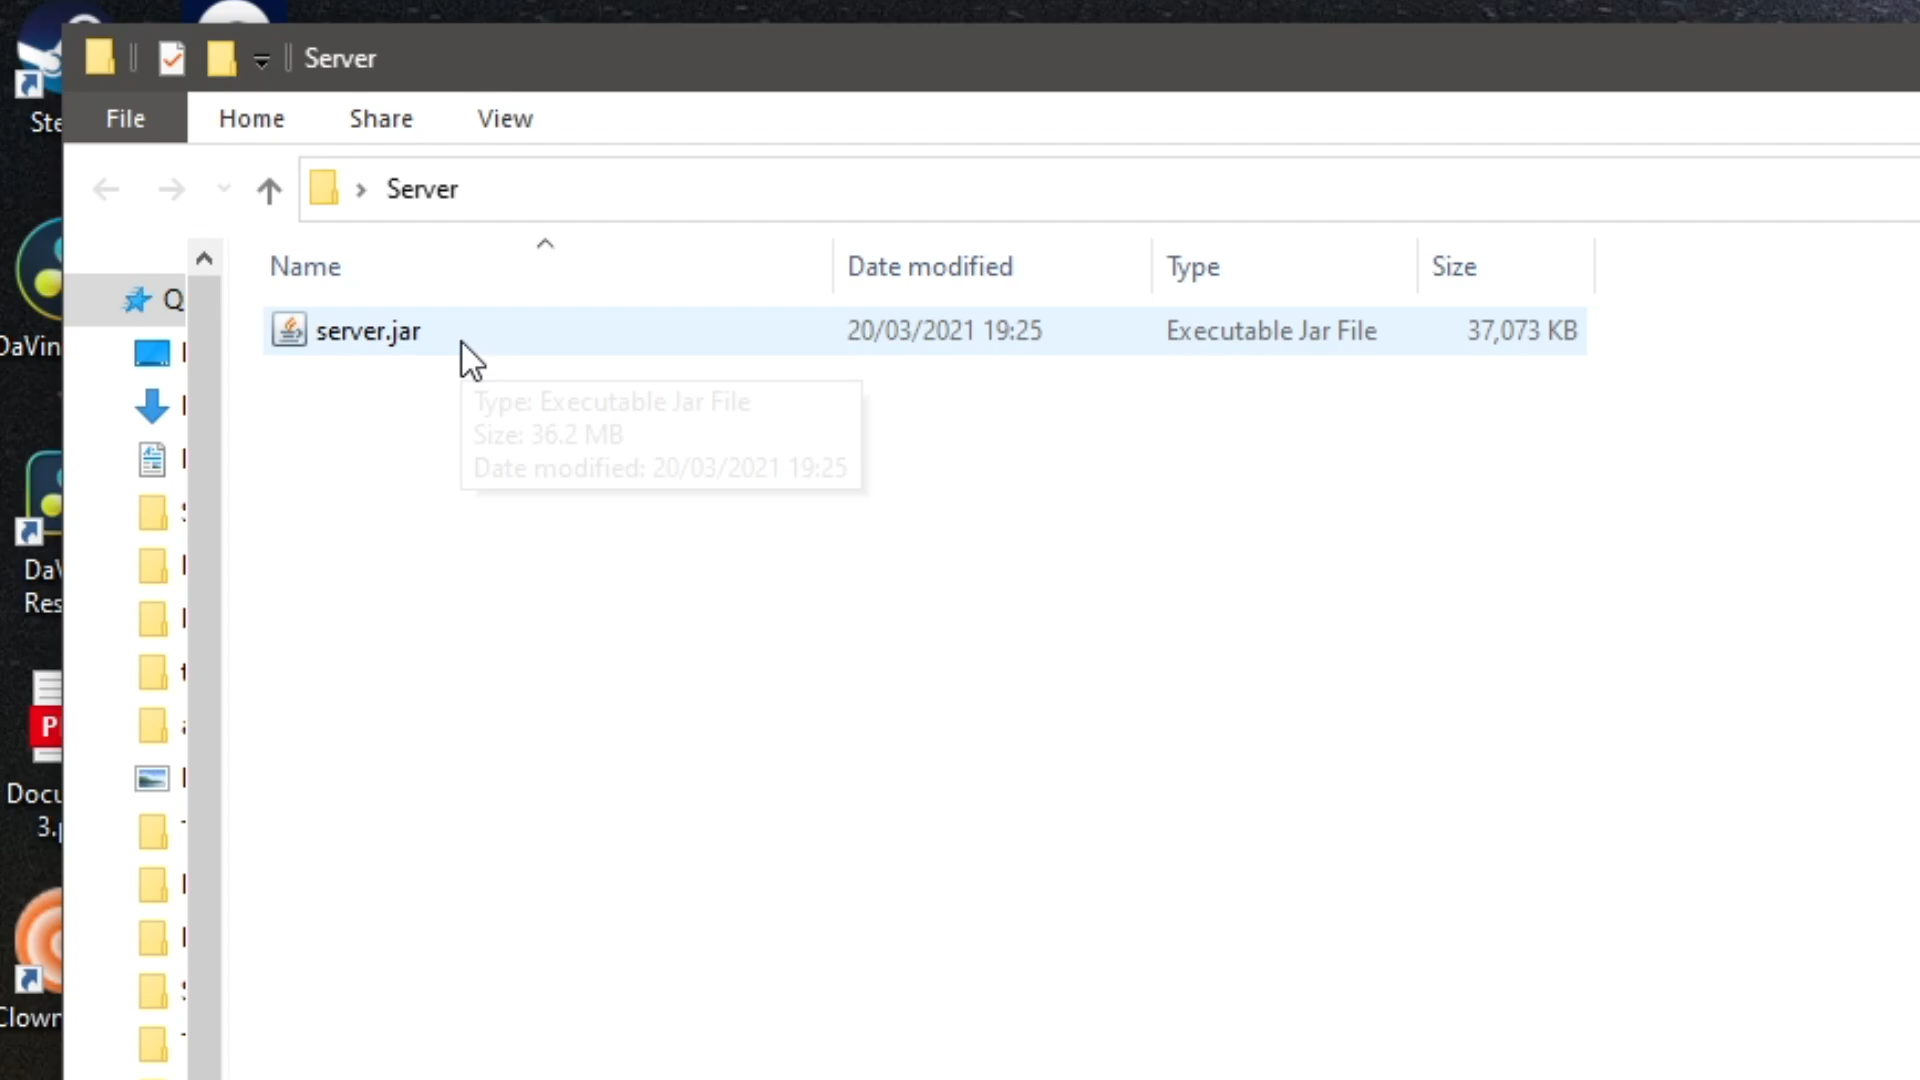 Server
File Home Share View
Server
Name Date modified Type Size
server.jar 20/03/2021 19:25 Executable Jar File 37,073 KB
Type: Executable Jar File
Size: 36.2 MB
Date modified: 20/03/2021 19:25
Q
Ste
DaVin
DaV
Res
Docu
3.p
Clown